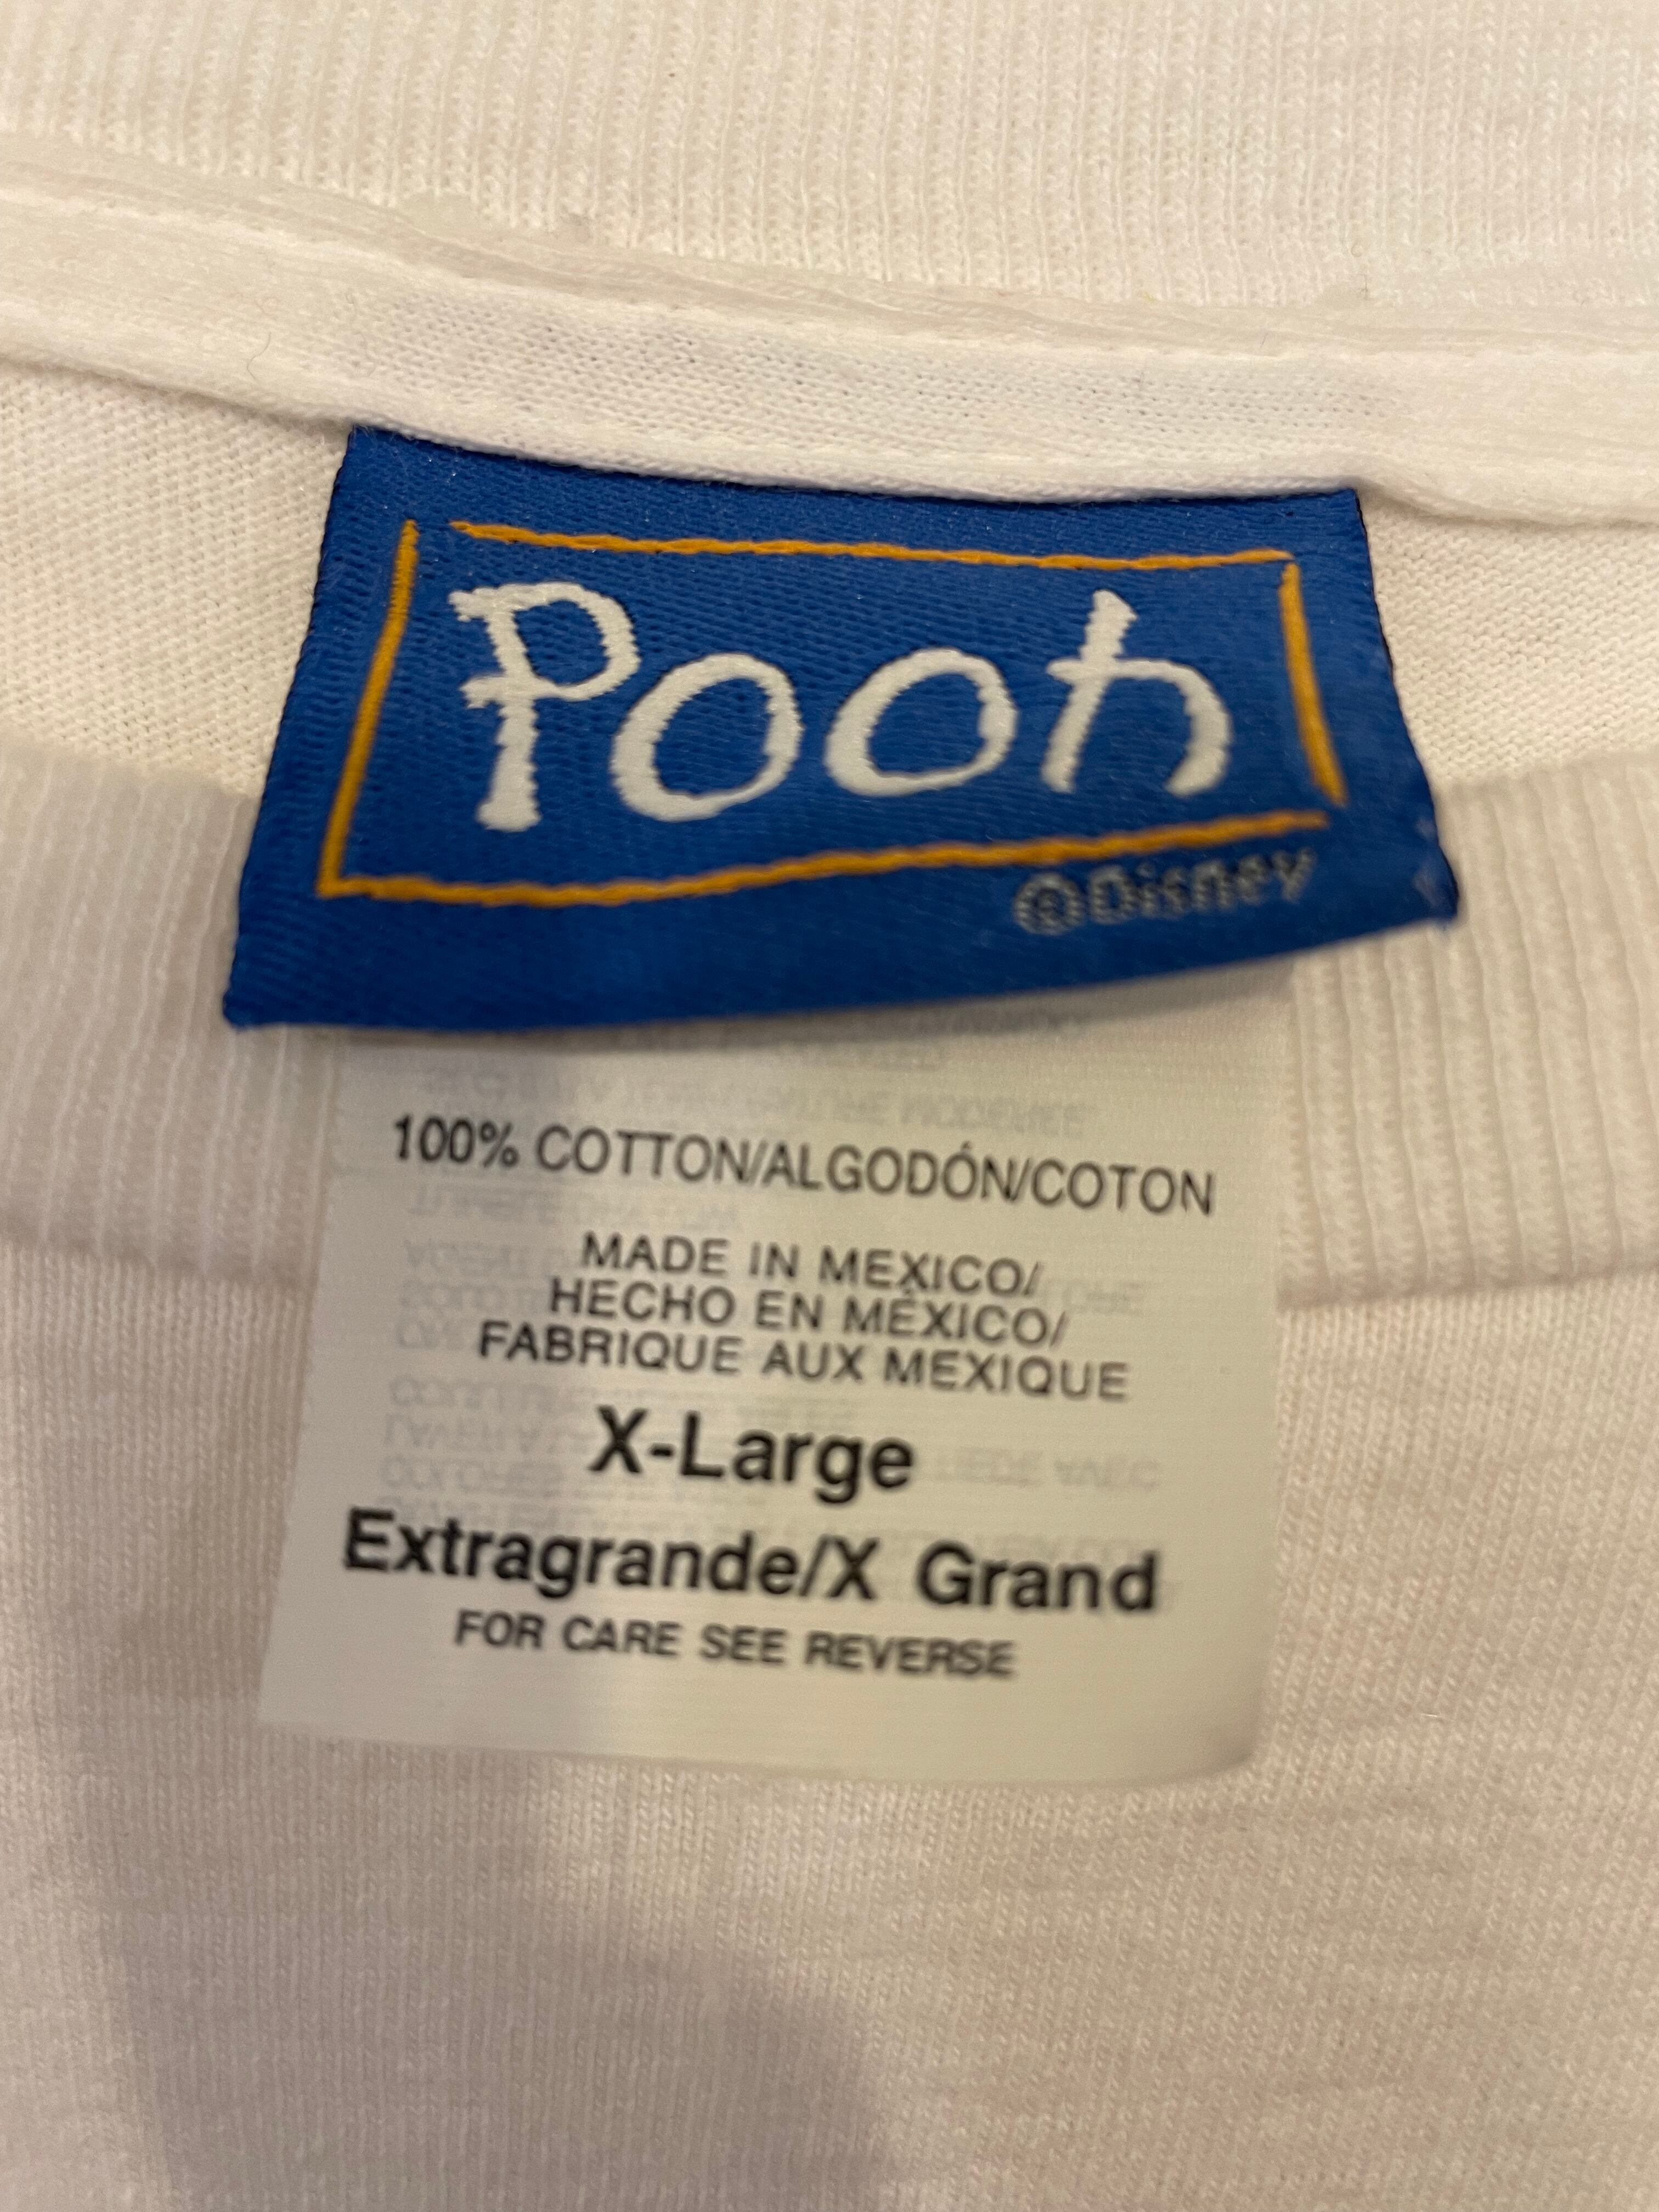 Pooh
©Disney
100% COTTON/ALGODÓN/COTON
MADE IN MEXICO/
HECHO EN MÉXICO/
FABRIQUE AUX MEXIQUE
X-Large
Extragrande/X Grand
FOR CARE SEE REVERSE